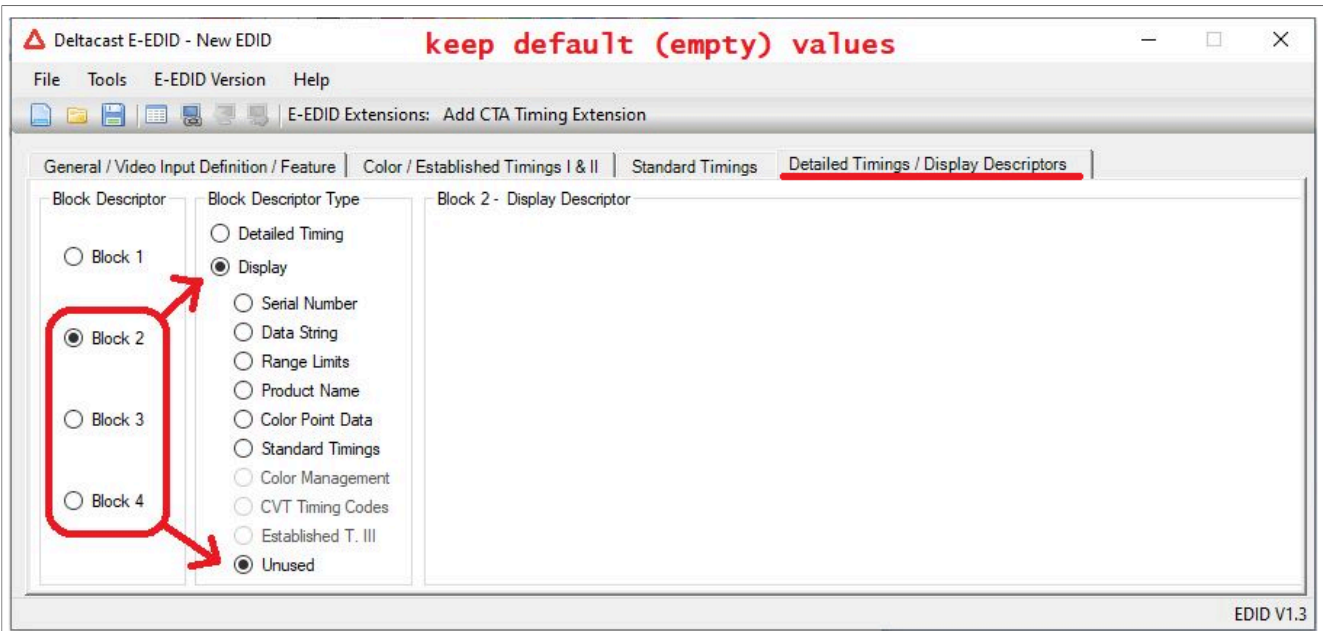 Deltacast E-EDID - New EDID
keep default (empty) values
File Tools E-EDID Version Help
E-EDID Extensions: Add CTA Timing Extension
General / Video Input Definition / Feature Color / Established Timings I & II Standard Timings Detailed Timings / Display Descriptors
Block Descriptor
Block 1
Block 2
Block 3
Block 4
Block Descriptor Type
Detailed Timing
Display
Serial Number
Data String
Range Limits
Product Name
Color Point Data
Standard Timings
Color Management
CVT Timing Codes
Established T. III
Unused
Block 2 - Display Descriptor
EDID V1.3